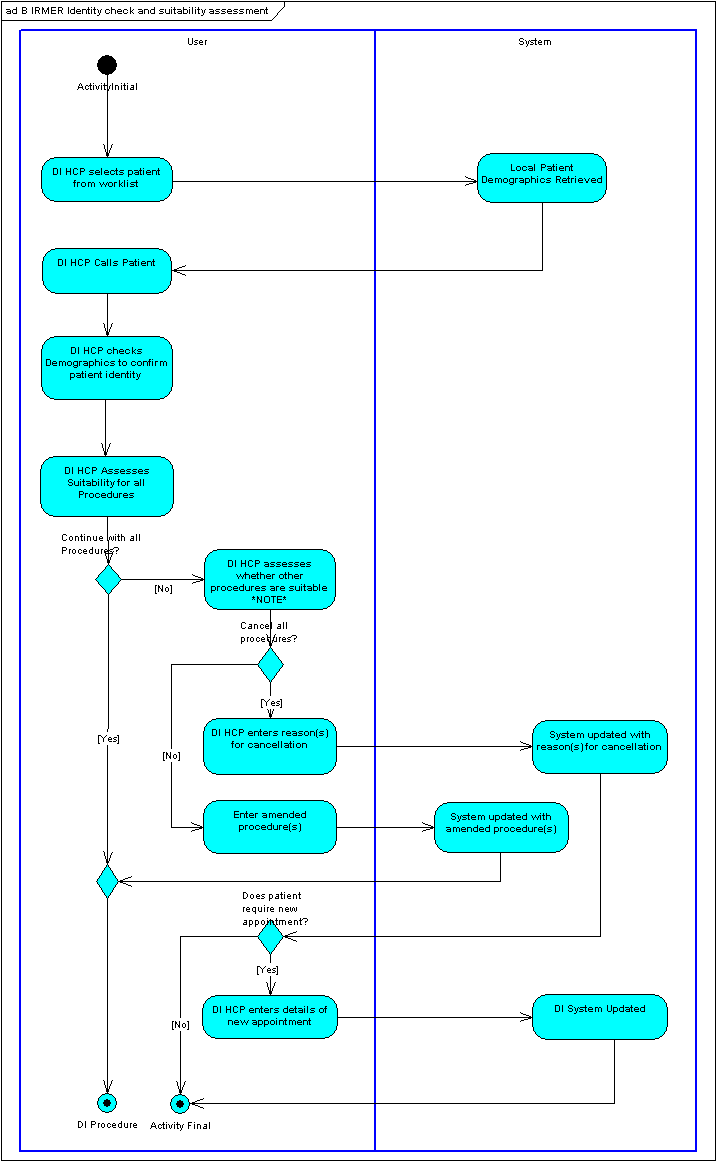 ad B IRMER Identity check and suitability assessment
User
System
ActivityInitial
DI HCP selects patient
from worklist
Local Patient
Demographics Retrieved
DI HCP Calls Patient
DI HCP checks
Demographics to confirm
patient identity
DI HCP Assesses
Suitability for all
Procedures
Continue with all
Procedures?
[No]
DI HCP assesses
whether other
procedures are suitable
*NOTE*
Cancel all
procedures?
[Yes]
[Yes]
[No]
DI HCP enters reason(s)
for cancellation
System updated with
reason(s) for cancellation
Enter amended
procedure(s)
System updated with
amended procedure(s)
Does patient
require new
appointment?
[Yes]
[No]
DI HCP enters details of
new appointment
DI System Updated
DI Procedure
Activity Final